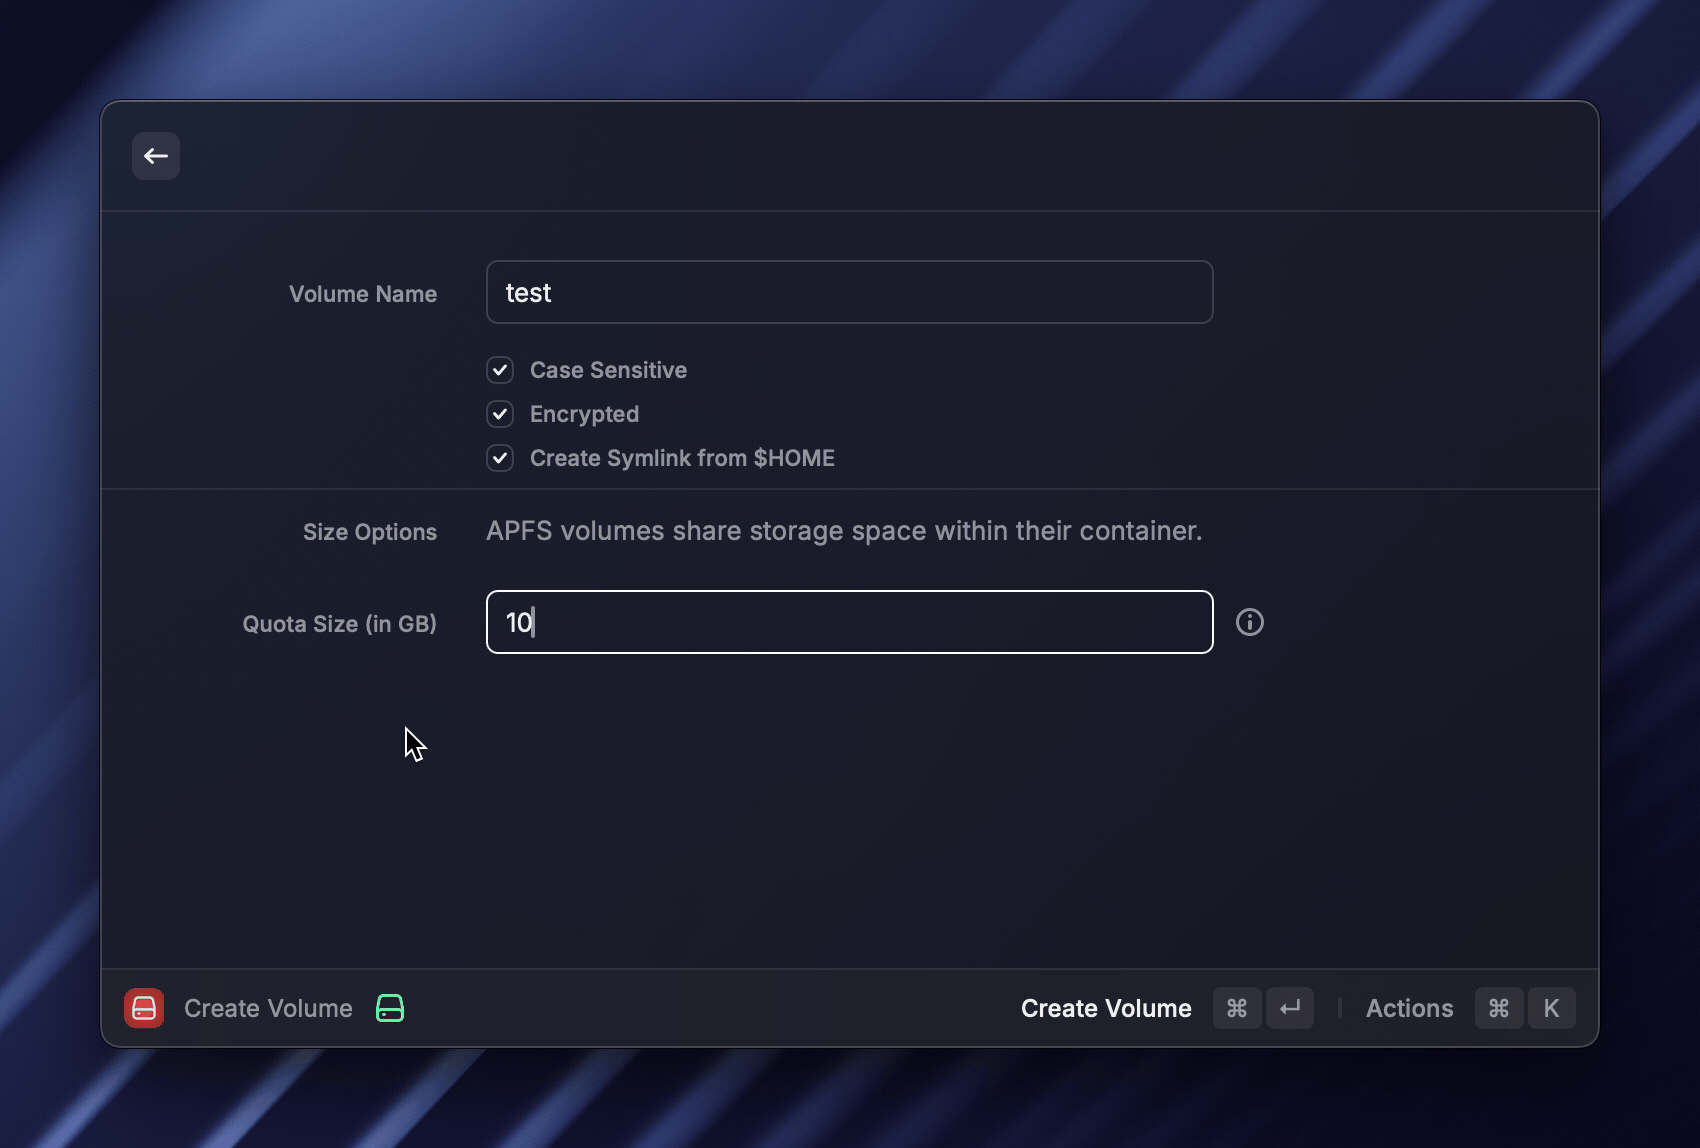 Volume Name
test
Case Sensitive
Encrypted
Create Symlink from $HOME
Size Options
APFS volumes share storage space within their container.
Quota Size (in GB)
10
Create Volume
Create Volume ⌘ ↵ | Actions ⌘ K